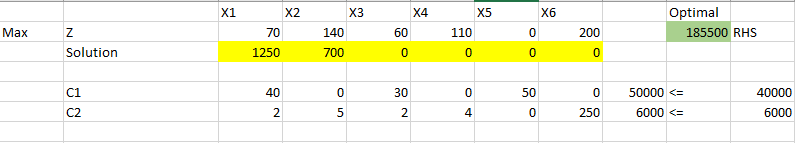 X1 X2 X3 X4 X5 X6 Optimal
Max Z 70 140 60 110 0 200 185500 RHS
Solution 1250 700 0 0 0 0
C1 40 0 30 0 50 0 50000 <= 40000
C2 2 5 2 4 0 250 6000 <= 6000